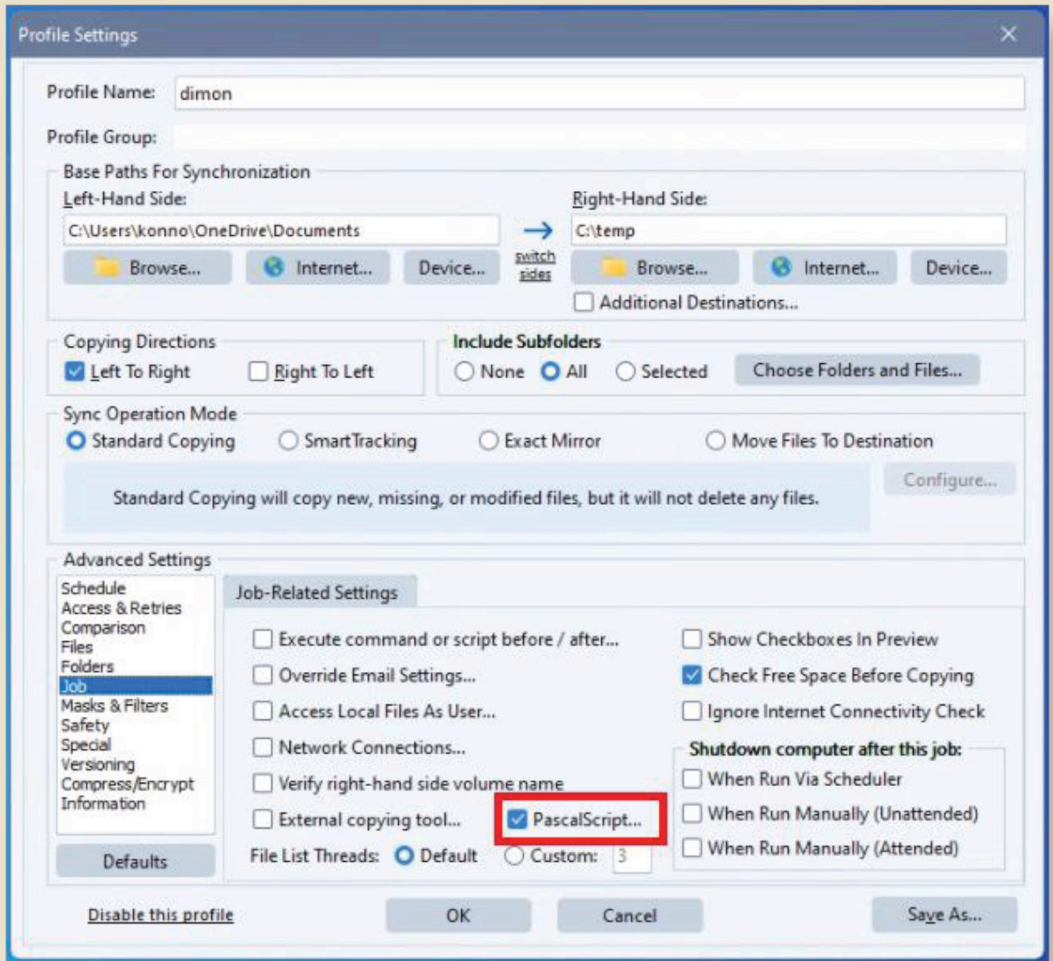 Profile Settings
Profile Name: dimon
Profile Group:
Base Paths For Synchronization
Left-Hand Side: Right-Hand Side:
C:\Users\konno\OneDrive\Documents C:\temp
Browse... Internet... Device... switch sides Browse... Internet... Device...
Additional Destinations...
Copying Directions Include Subfolders
Left To Right Right To Left None All Selected Choose Folders and Files...
Sync Operation Mode
Standard Copying SmartTracking Exact Mirror Move Files To Destination
Standard Copying will copy new, missing, or modified files, but it will not delete any files. Configure...
Advanced Settings
Schedule
Access & Retries
Comparison
Files
Folders
Job
Masks & Filters
Safety
Special
Versioning
Compress/Encrypt
Information
Defaults
Job-Related Settings
Execute command or script before / after...
Override Email Settings...
Access Local Files As User...
Network Connections...
Verify right-hand side volume name
External copying tool... PascalScript...
File List Threads: Default Custom: 3
Show Checkboxes In Preview
Check Free Space Before Copying
Ignore Internet Connectivity Check
Shutdown computer after this job:
When Run Via Scheduler
When Run Manually (Unattended)
When Run Manually (Attended)
Disable this profile OK Cancel Save As...